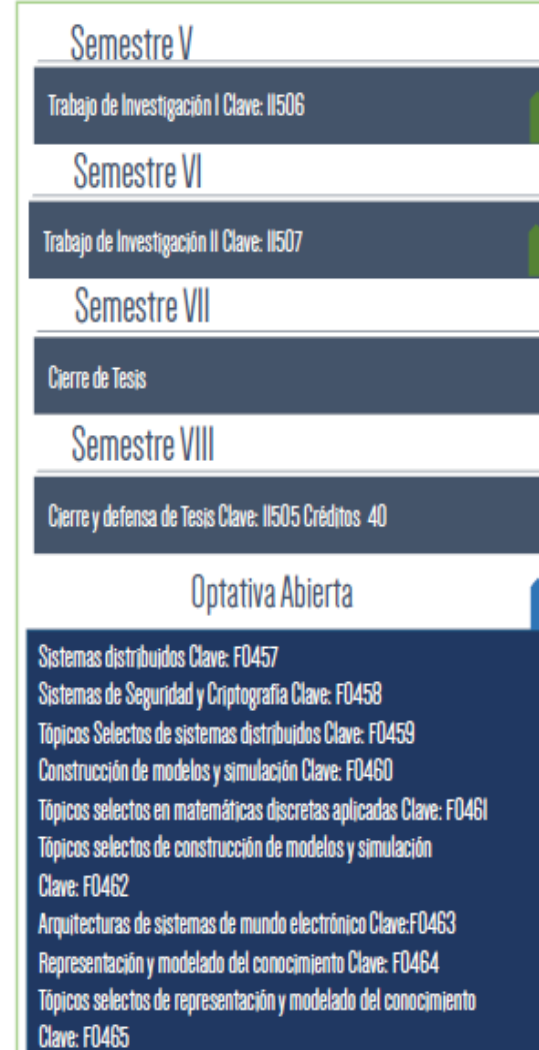 Semestre V
Trabajo de Investigación I Clave: II506
Semestre VI
Trabajo de Investigación II Clave: II507
Semestre VII
Cierre de Tesis
Semestre VIII
Cierre y defensa de Tesis Clave: II505 Créditos 40
Optativa Abierta
Sistemas distribuidos Clave: F0457
Sistemas de Seguridad y Criptografía Clave: F0458
Tópicos Selectos de sistemas distribuidos Clave: F0459
Construcción de modelos y simulación Clave: F0460
Tópicos selectos en matemáticas discretas aplicadas Clave: F0461
Tópicos selectos de construcción de modelos y simulación
Clave: F0462
Arquitecturas de sistemas de mundo electrónico Clave:F0463
Representación y modelado del conocimiento Clave: F0464
Tópicos selectos de representación y modelado del conocimiento
Clave: F0465